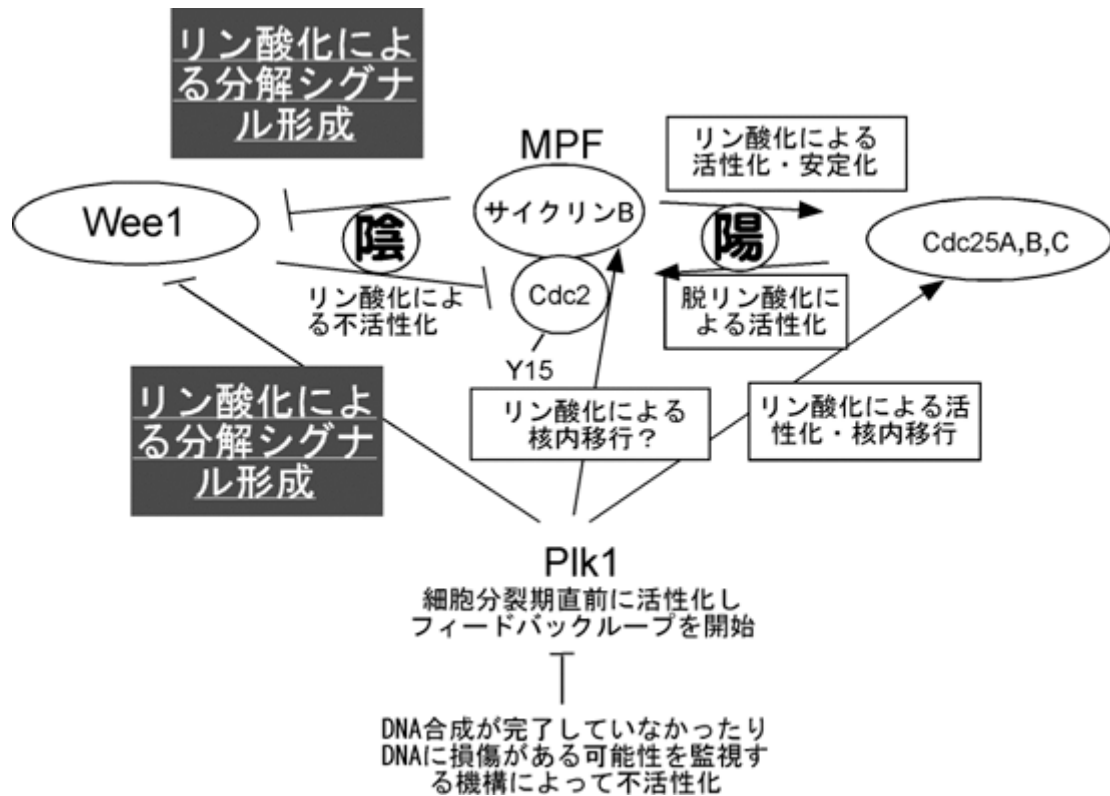 リン酸化によ
る分解シグナ
ル形成
MPF
リン酸化による
活性化・安定化
Wee1
陰
サイクリンB
陽
Cdc25A,B,C
リン酸化によ
る不活性化
Cdc2
脱リン酸化に
よる活性化
Y15
リン酸化によ
る分解シグナ
ル形成
リン酸化による
核内移行？
リン酸化による活
性化・核内移行
Plk1
細胞分裂期直前に活性化し
フィードバックループを開始
DNA合成が完了していなかったり
DNAに損傷がある可能性を監視す
る機構によって不活性化